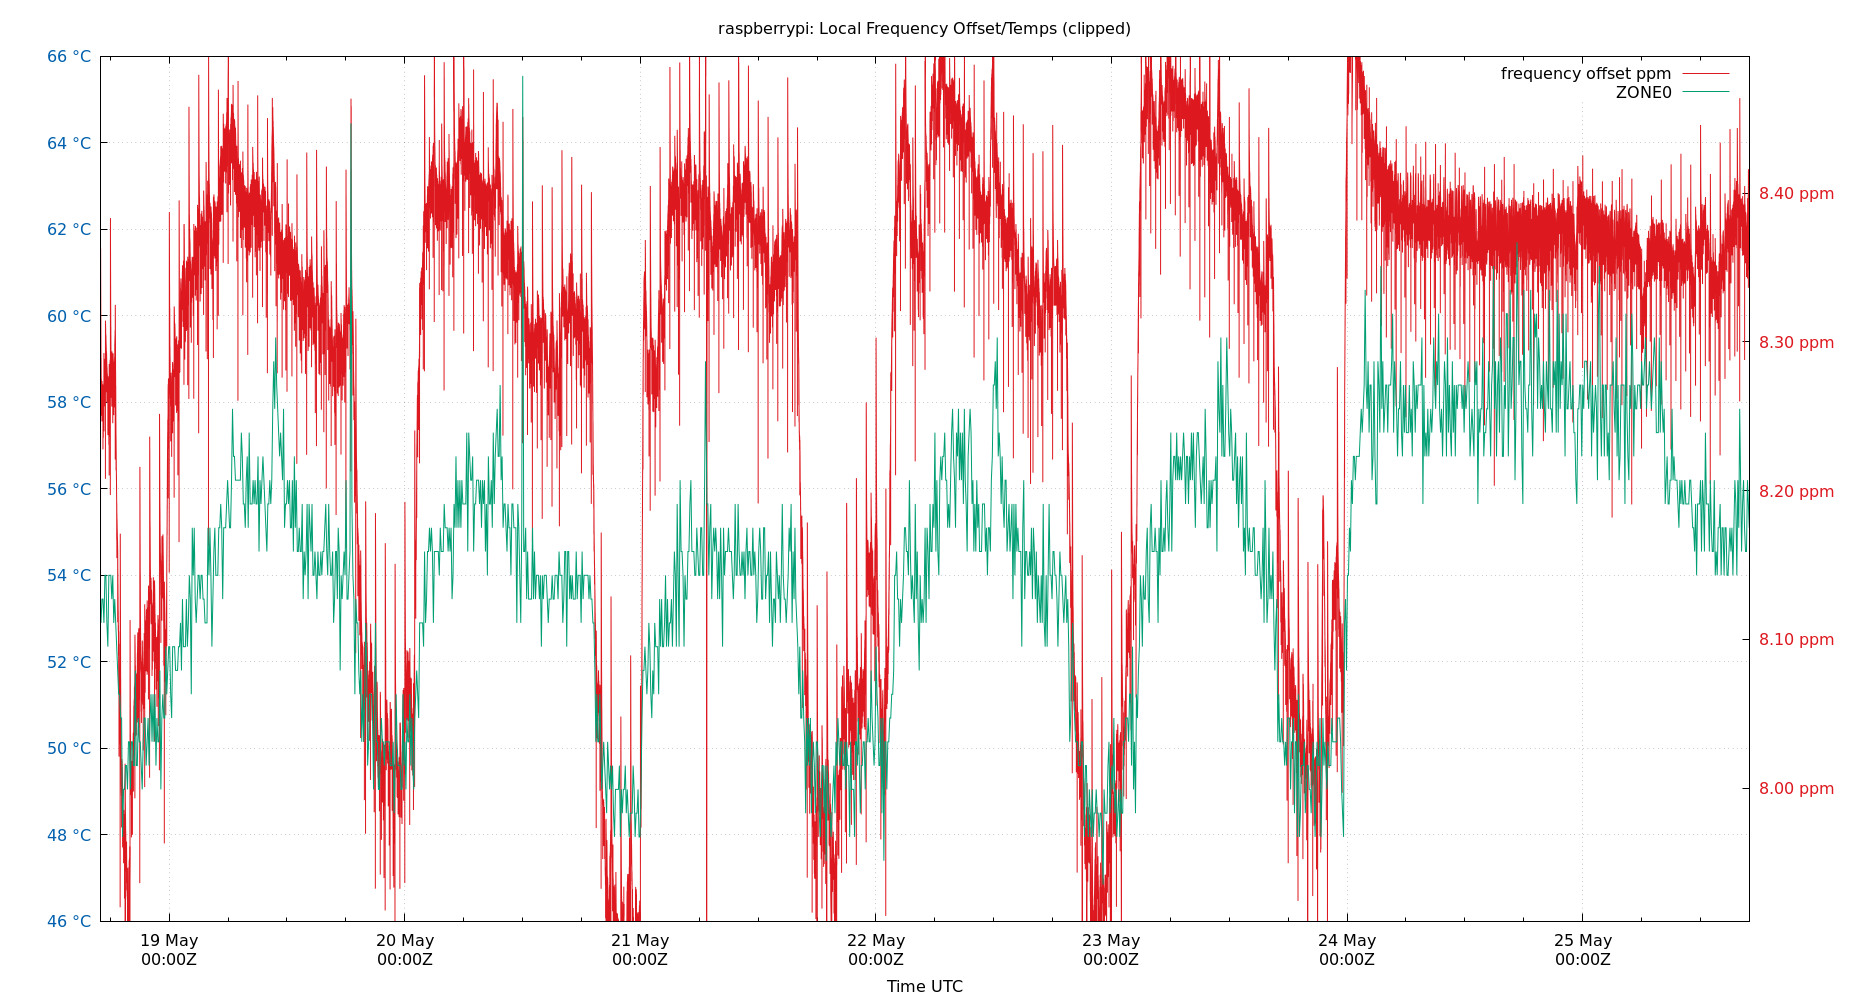 raspberrypi: Local Frequency Offset/Temps (clipped)
66 °C
64 °C
62 °C
60 °C
58 °C
56 °C
54 °C
52 °C
50 °C
48 °C
46 °C
frequency offset ppm
ZONE0
8.40 ppm
8.30 ppm
8.20 ppm
8.10 ppm
8.00 ppm
19 May
00:00Z
20 May
00:00Z
21 May
00:00Z
22 May
00:00Z
23 May
00:00Z
24 May
00:00Z
25 May
00:00Z
Time UTC